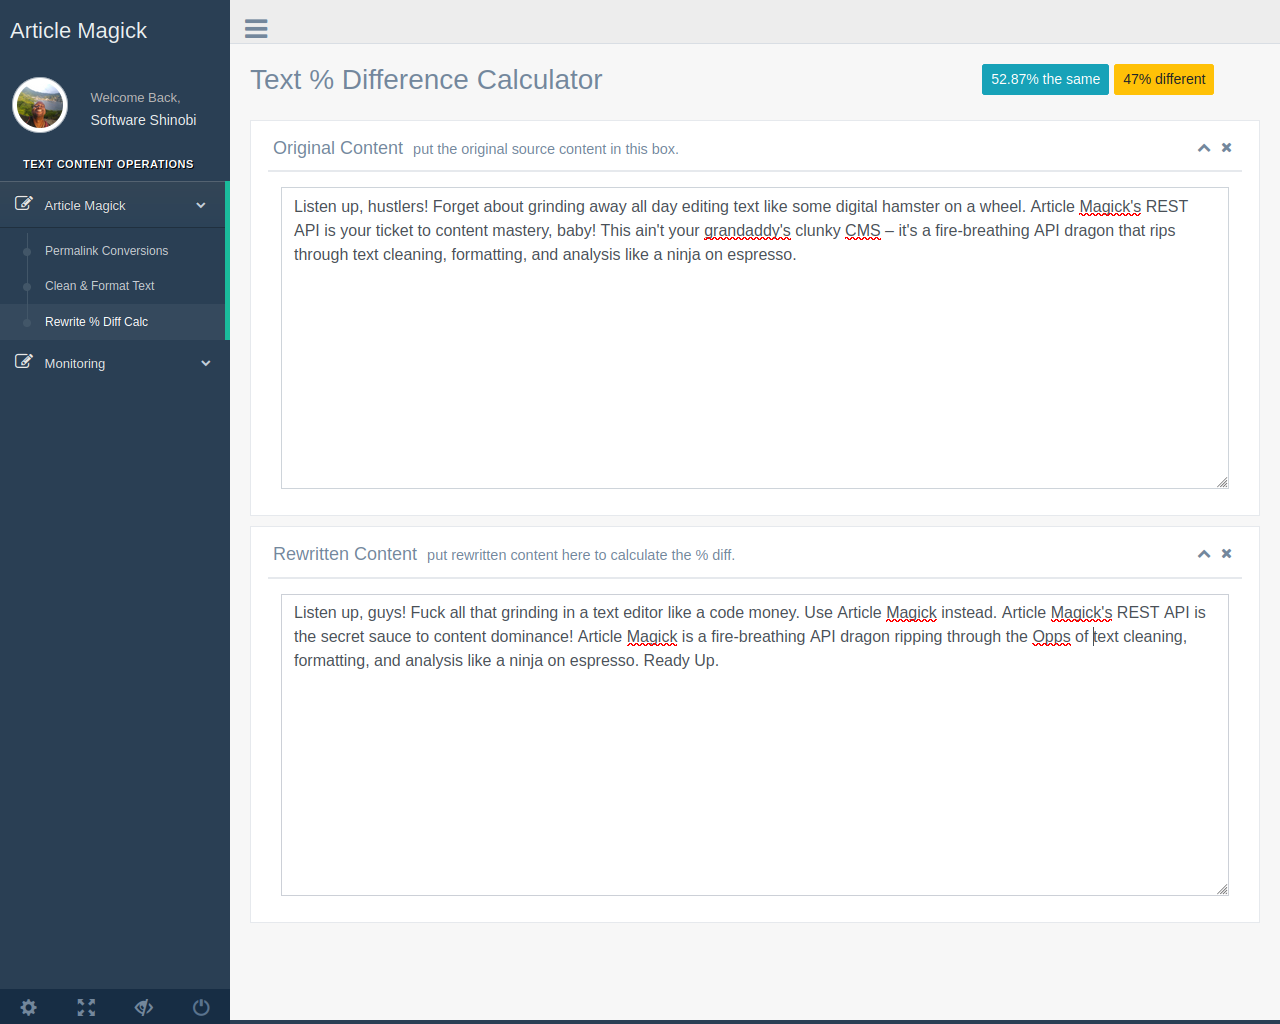 Article Magick
Welcome Back,
Software Shinobi
TEXT CONTENT OPERATIONS
Article Magick
Permalink Conversions
Clean & Format Text
Rewrite % Diff Calc
Monitoring
Text % Difference Calculator
52.87% the same
47% different
Original Content put the original source content in this box.
Listen up, hustlers! Forget about grinding away all day editing text like some digital hamster on a wheel. Article Magick's REST
API is your ticket to content mastery, baby! This ain't your grandaddy's clunky CMS – it's a fire-breathing API dragon that rips
through text cleaning, formatting, and analysis like a ninja on espresso.
Rewritten Content put rewritten content here to calculate the % diff.
Listen up, guys! Fuck all that grinding in a text editor like a code money. Use Article Magick instead. Article Magick's REST API is
the secret sauce to content dominance! Article Magick is a fire-breathing API dragon ripping through the Opps of text cleaning,
formatting, and analysis like a ninja on espresso. Ready Up.